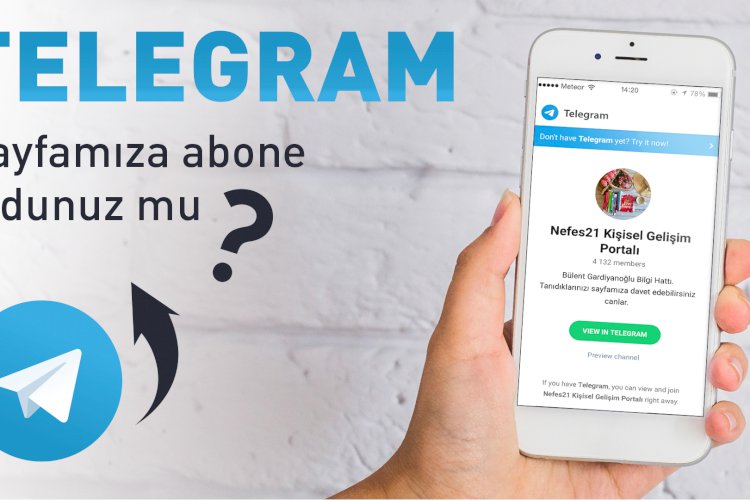 TELEGRAM
ayfamıza abone
dunuz mu
?
Meteor
14:20
78%
Telegram
Don't have Telegram yet? Try it now!
Nefes21 Kişisel Gelişim
Portalı
4 132 members
Bülent Gardiyanoğlu Bilgi Hattı.
Tanıdıklarınızı sayfamıza davet edebilirsiniz
canlar.
VIEW IN TELEGRAM
Preview channel
If you have Telegram, you can view and join
Nefes21 Kişisel Gelişim Portalı right away.